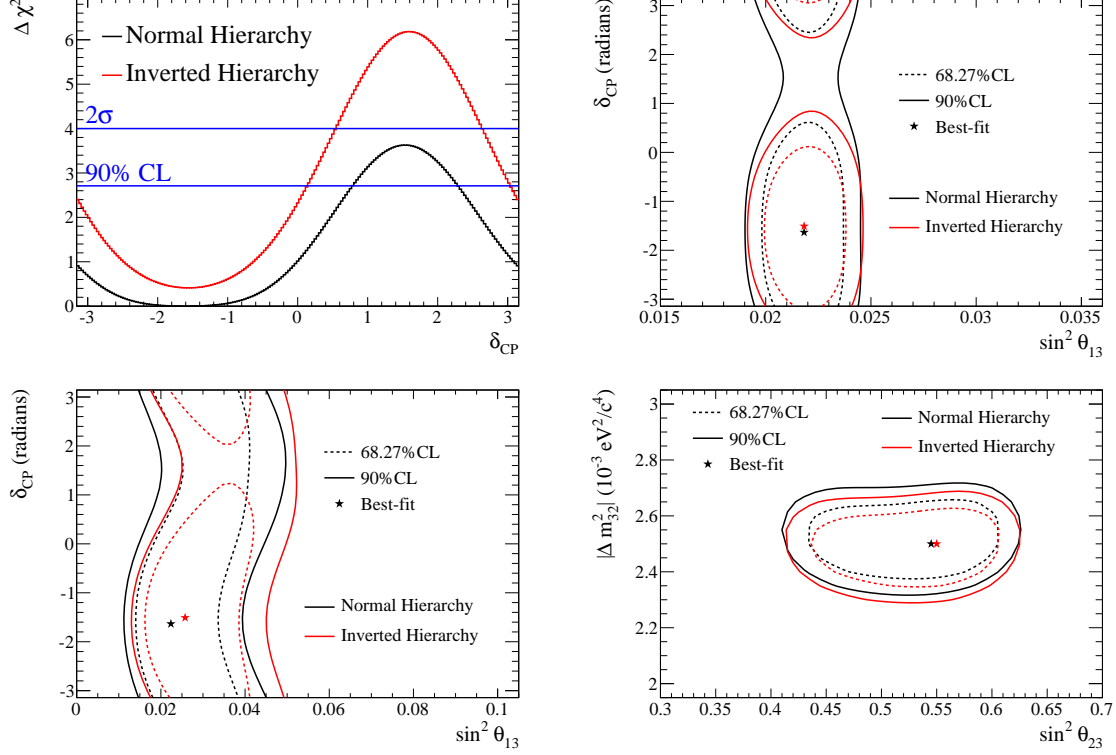 Δ χ²
6
5
4
3
2
1
0
Normal Hierarchy
Inverted Hierarchy
2σ
90% CL
-3 -2 -1 0 1 2 3
δCP
δCP (radians)
3
2
1
0
-1
-2
-3
68.27%CL
90%CL
Best-fit
Normal Hierarchy
Inverted Hierarchy
0.015 0.02 0.025 0.03 0.035
sin² θ13
δCP (radians)
3
2
1
0
-1
-2
-3
68.27%CL
90%CL
Best-fit
Normal Hierarchy
Inverted Hierarchy
0 0.02 0.04 0.06 0.08 0.1
sin² θ13
|Δ m²32| (10⁻³ eV²/c⁴)
3
2.8
2.6
2.4
2.2
2
68.27%CL
90%CL
Best-fit
Normal Hierarchy
Inverted Hierarchy
0.3 0.35 0.4 0.45 0.5 0.55 0.6 0.65 0.7
sin² θ23